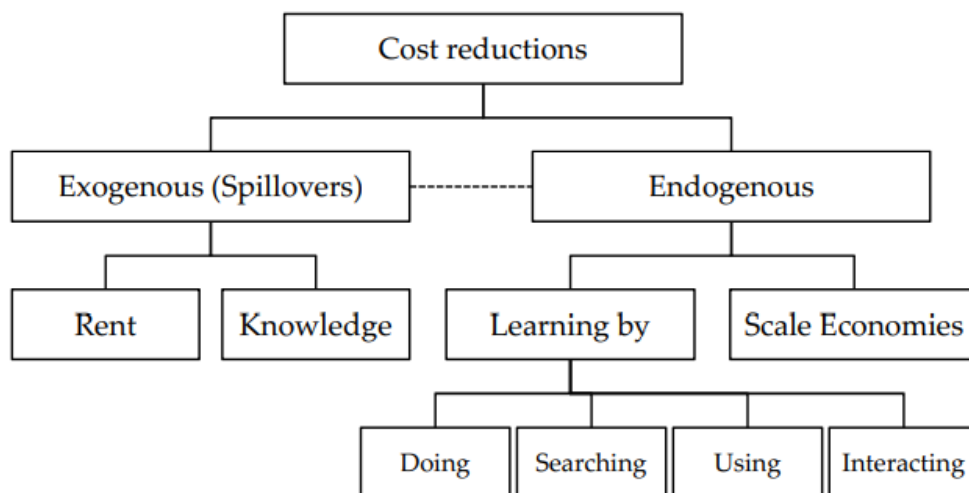 Cost reductions
Exogenous (Spillovers)
Endogenous
Rent
Knowledge
Learning by
Scale Economies
Doing
Searching
Using
Interacting